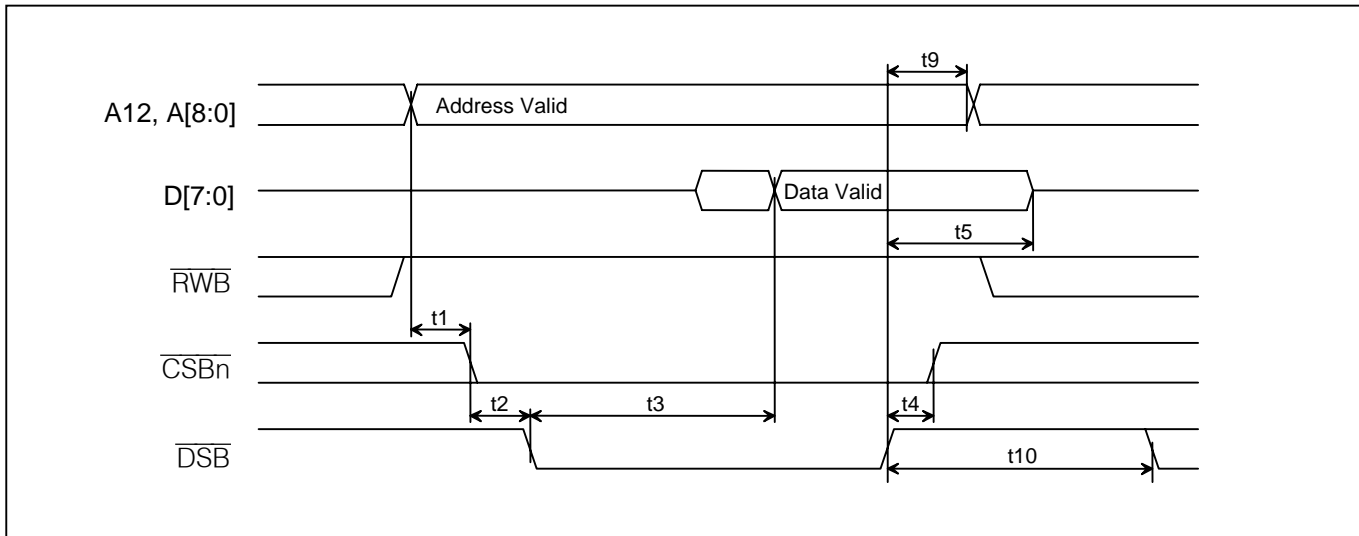 t9
A12, A[8:0]
Address Valid
D[7:0]
Data Valid
t5
RWB
t1
CSBn
t2
t3
t4
DSB
t10